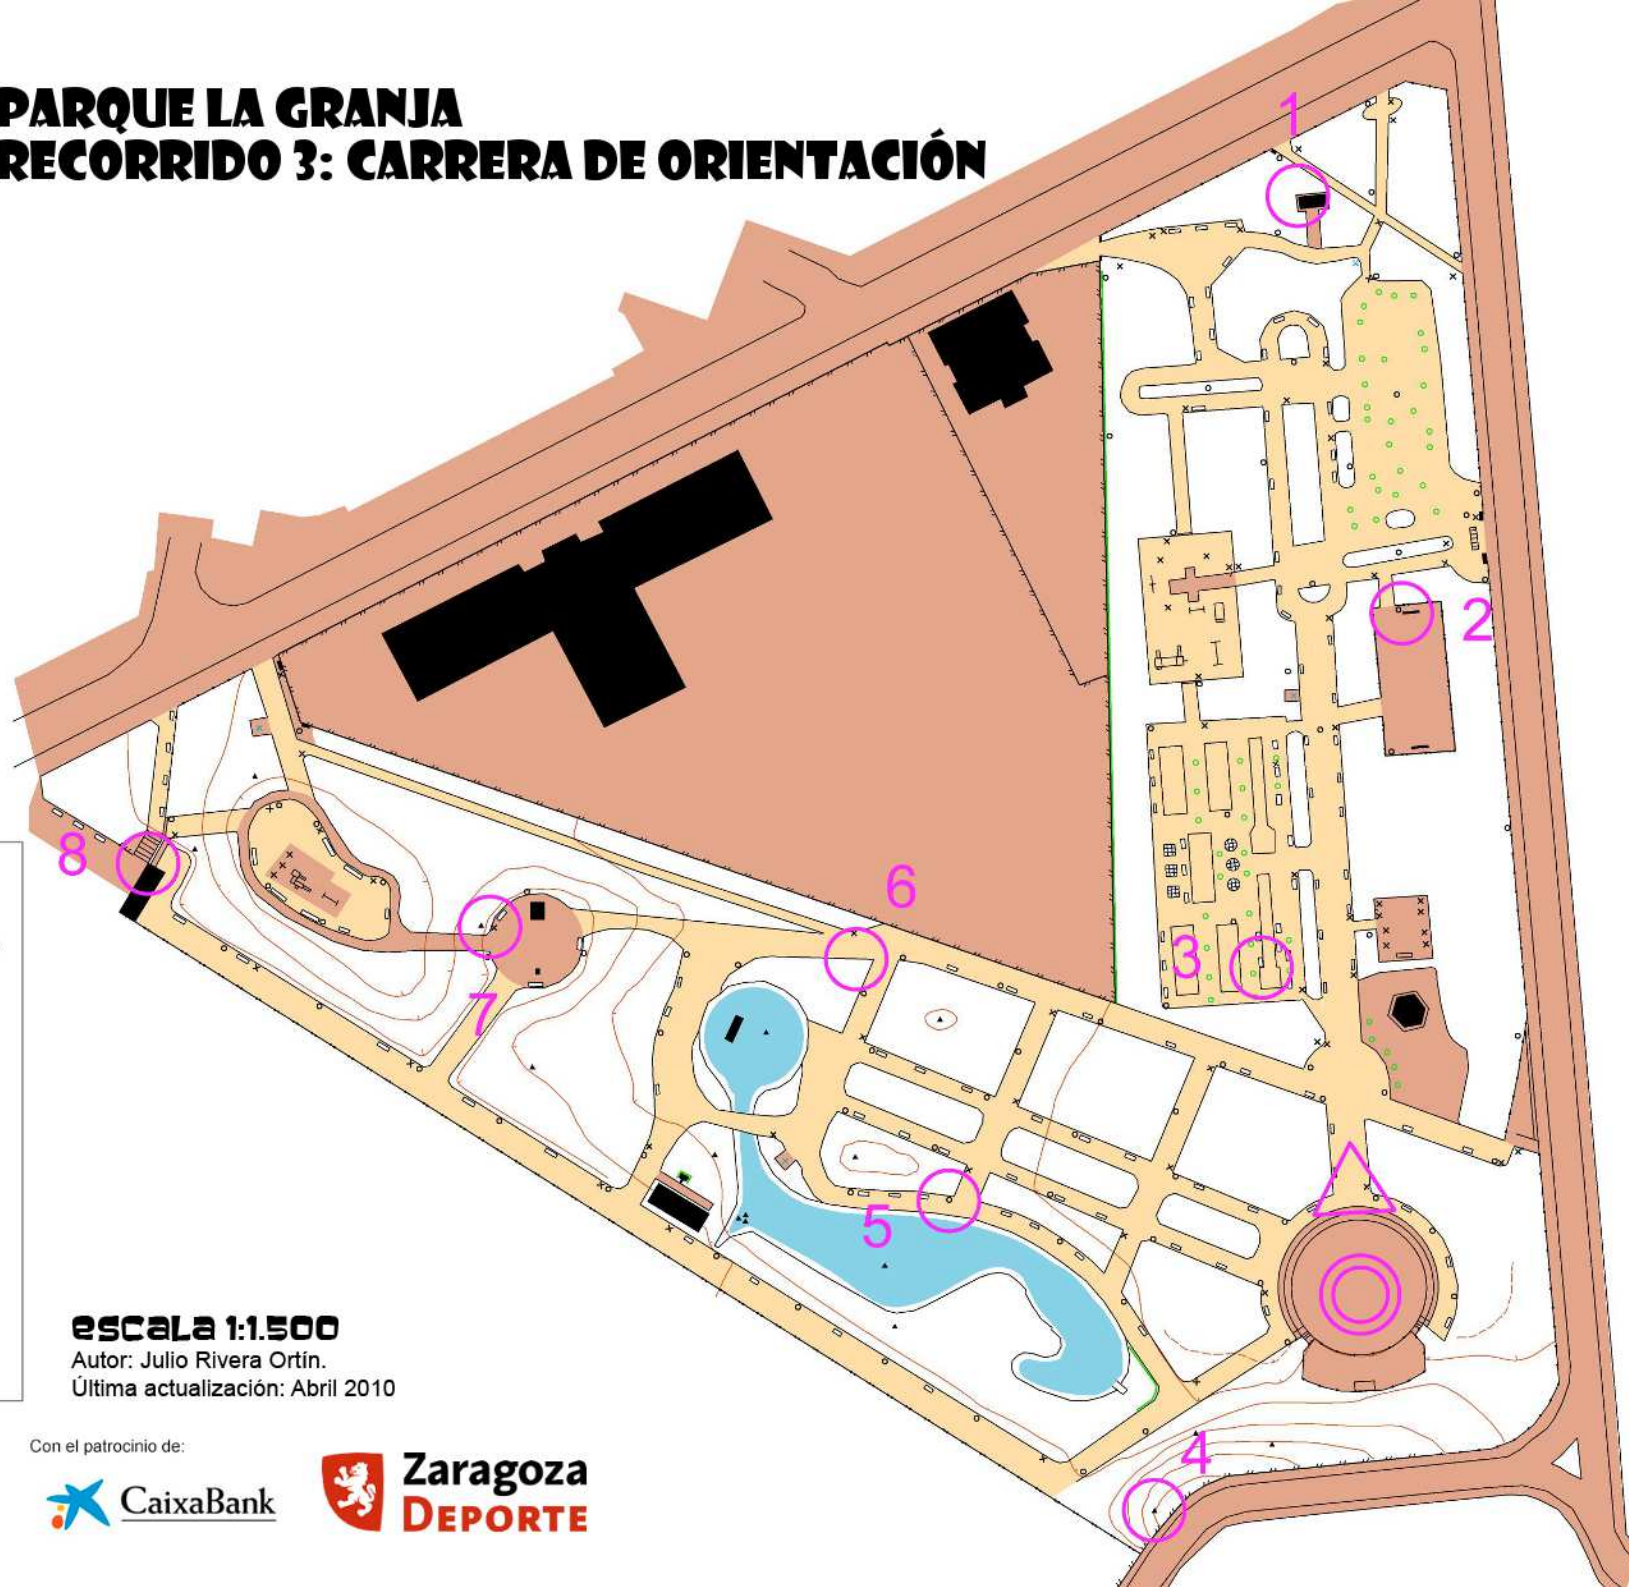 PARQUE LA GRANJA
RECORRIDO 3: CARRERA DE ORIENTACIÓN
1
2
3
4
5
6
7
8
escala 1:1.500
Autor: Julio Rivera Ortín.
Última actualización: Abril 2010
Con el patrocinio de:
CaixaBank
Zaragoza
DEPORTE